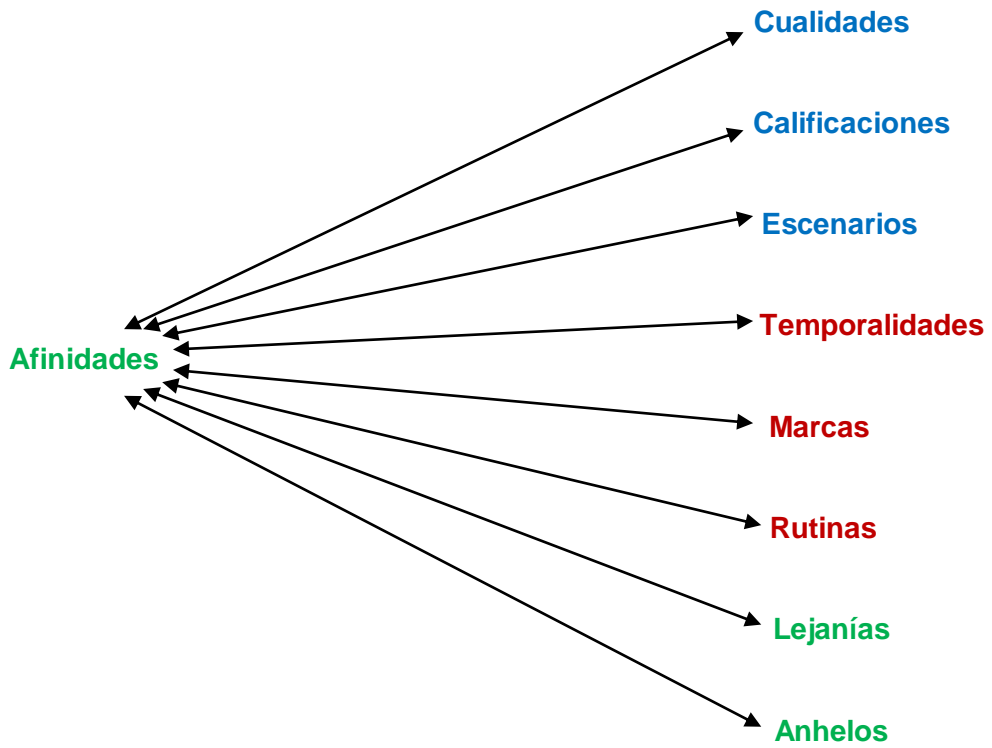 Cualidades
Calificaciones
Escenarios
Temporalidades
Afinidades
Marcas
Rutinas
Lejanías
Anhelos